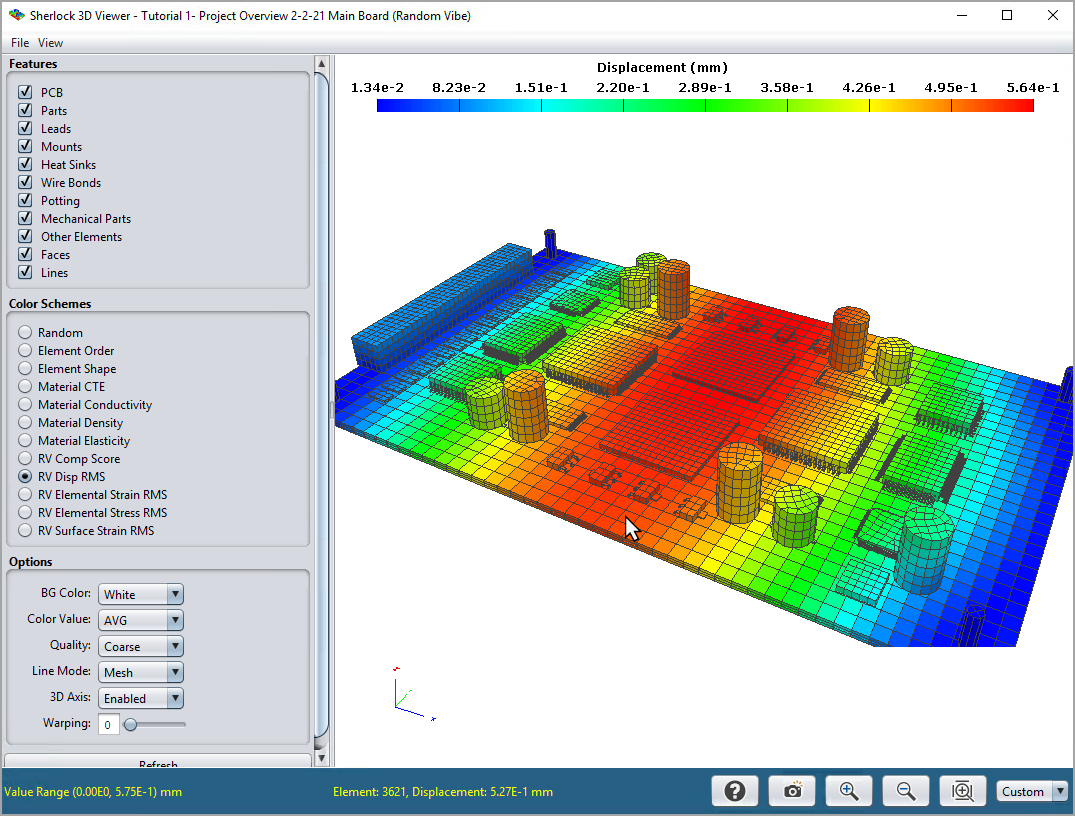 Sherlock 3D Viewer - Tutorial 1- Project Overview 2-2-21 Main Board (Random Vibe)
File View
Features
PCB
Parts
Leads
Mounts
Heat Sinks
Wire Bonds
Potting
Mechanical Parts
Other Elements
Faces
Lines
Color Schemes
Random
Element Order
Element Shape
Material CTE
Material Conductivity
Material Density
Material Elasticity
RV Comp Score
RV Disp RMS
RV Elemental Strain RMS
RV Elemental Stress RMS
RV Surface Strain RMS
Options
BG Color: White
Color Value: AVG
Quality: Coarse
Line Mode: Mesh
3D Axis: Enabled
Warping: 0
Refresh
Displacement (mm)
1.34e-2 8.23e-2 1.51e-1 2.20e-1 2.89e-1 3.58e-1 4.26e-1 4.95e-1 5.64e-1
Value Range (0.00E0, 5.75E-1) mm
Element: 3621, Displacement: 5.27E-1 mm
Custom